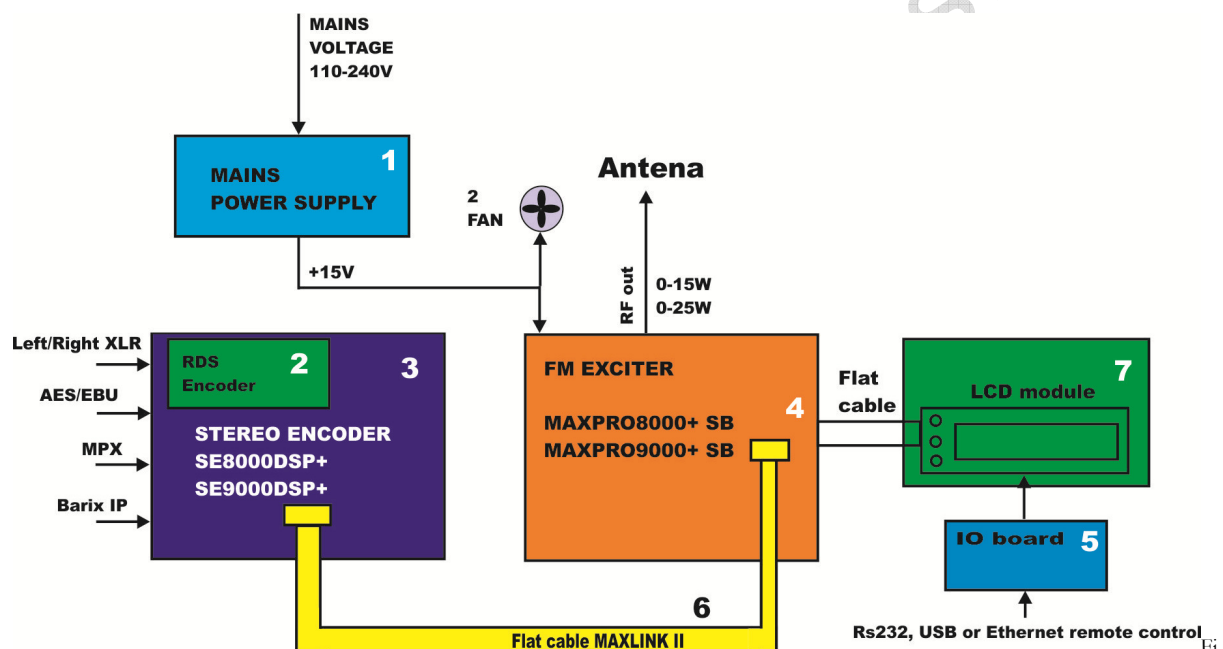 MAINS
VOLTAGE
110-240V
1
MAINS
POWER SUPPLY
2
FAN
Antena
+15V
RF out
0-15W
0-25W
Left/Right XLR
AES/EBU
MPX
Barix IP
RDS
Encoder
2
3
STEREO ENCODER
SE8000DSP+
SE9000DSP+
FM EXCITER
4
MAXPRO8000+ SB
MAXPRO9000+ SB
Flat
cable
7
LCD module
IO board
5
6
Flat cable MAXLINK II
Rs232, USB or Ethernet remote control